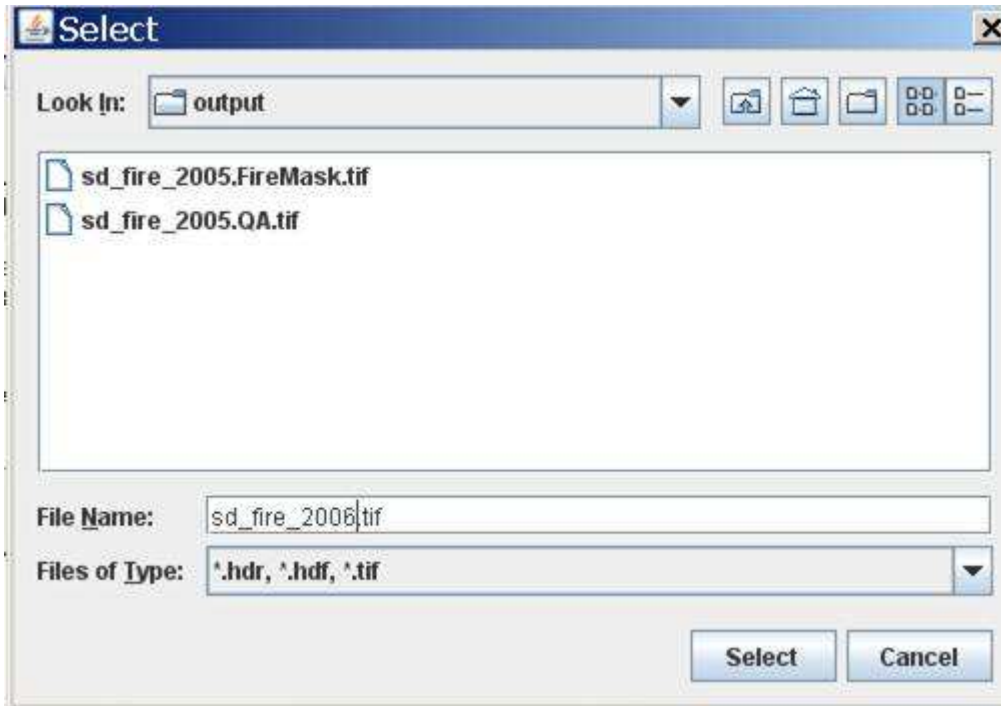 Select
Look In: output
sd_fire_2005.FireMask.tif
sd_fire_2005.QA.tif
File Name: sd_fire_2006.tif
Files of Type: *.hdr, *.hdf, *.tif
Select Cancel